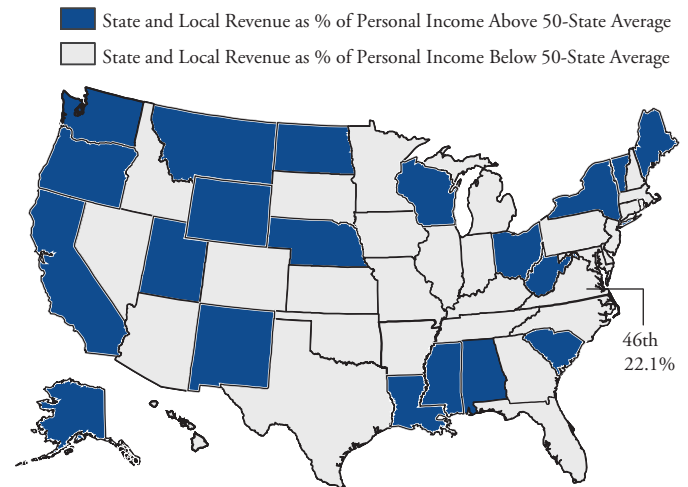 State and Local Revenue as % of Personal Income Above 50-State Average
State and Local Revenue as % of Personal Income Below 50-State Average
46th
22.1%